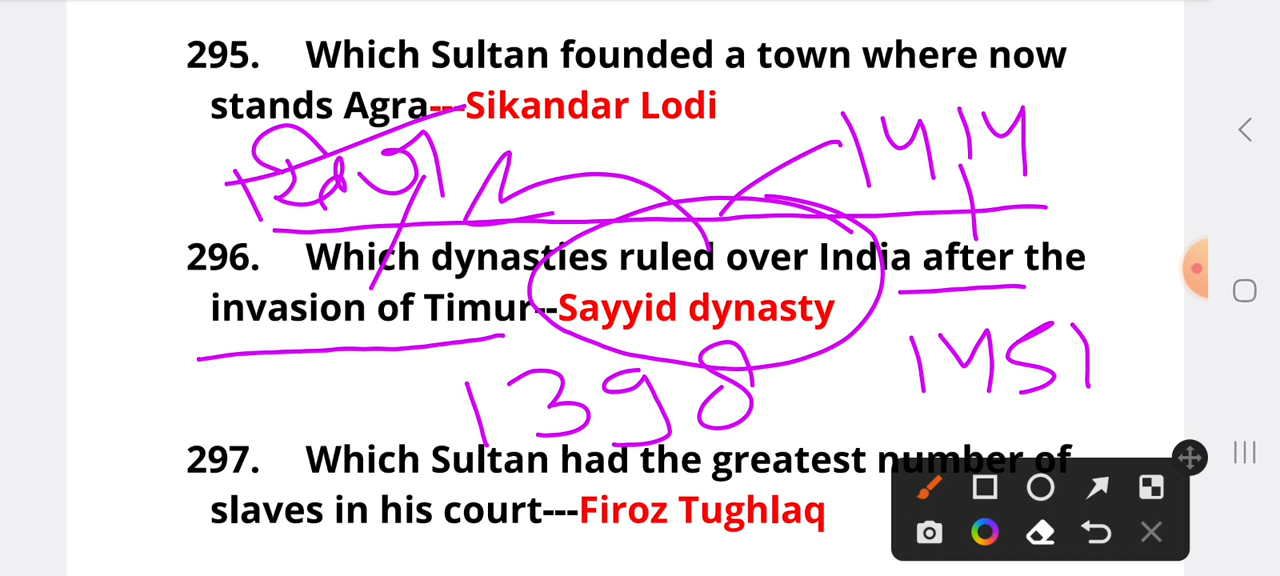 295. Which Sultan founded a town where now
stands Agra---Sikandar Lodi
1414
296. Which dynasties ruled over India after the
invasion of Timur--Sayyid dynasty
1451
1398
297. Which Sultan had the greatest number of
slaves in his court---Firoz Tughlaq